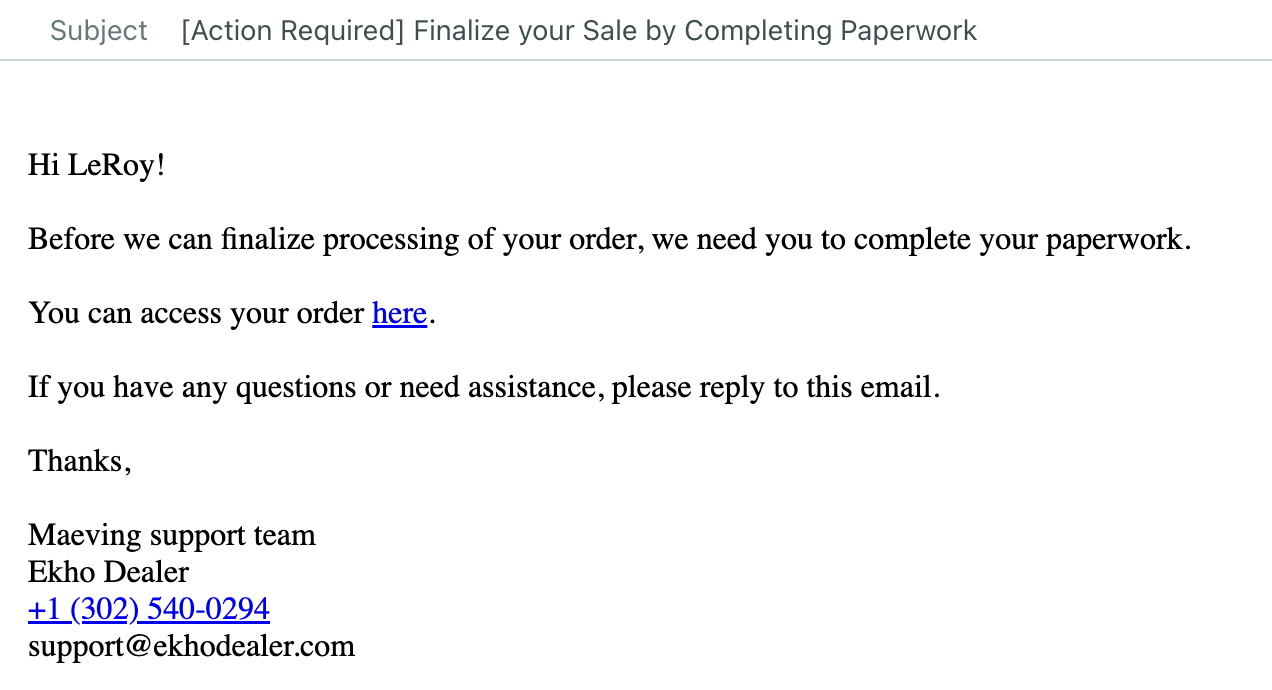 Subject [Action Required] Finalize your Sale by Completing Paperwork
Hi LeRoy!
Before we can finalize processing of your order, we need you to complete your paperwork.
You can access your order here.
If you have any questions or need assistance, please reply to this email.
Thanks,
Maeving support team
Ekho Dealer
+1 (302) 540-0294
support@ekhodealer.com